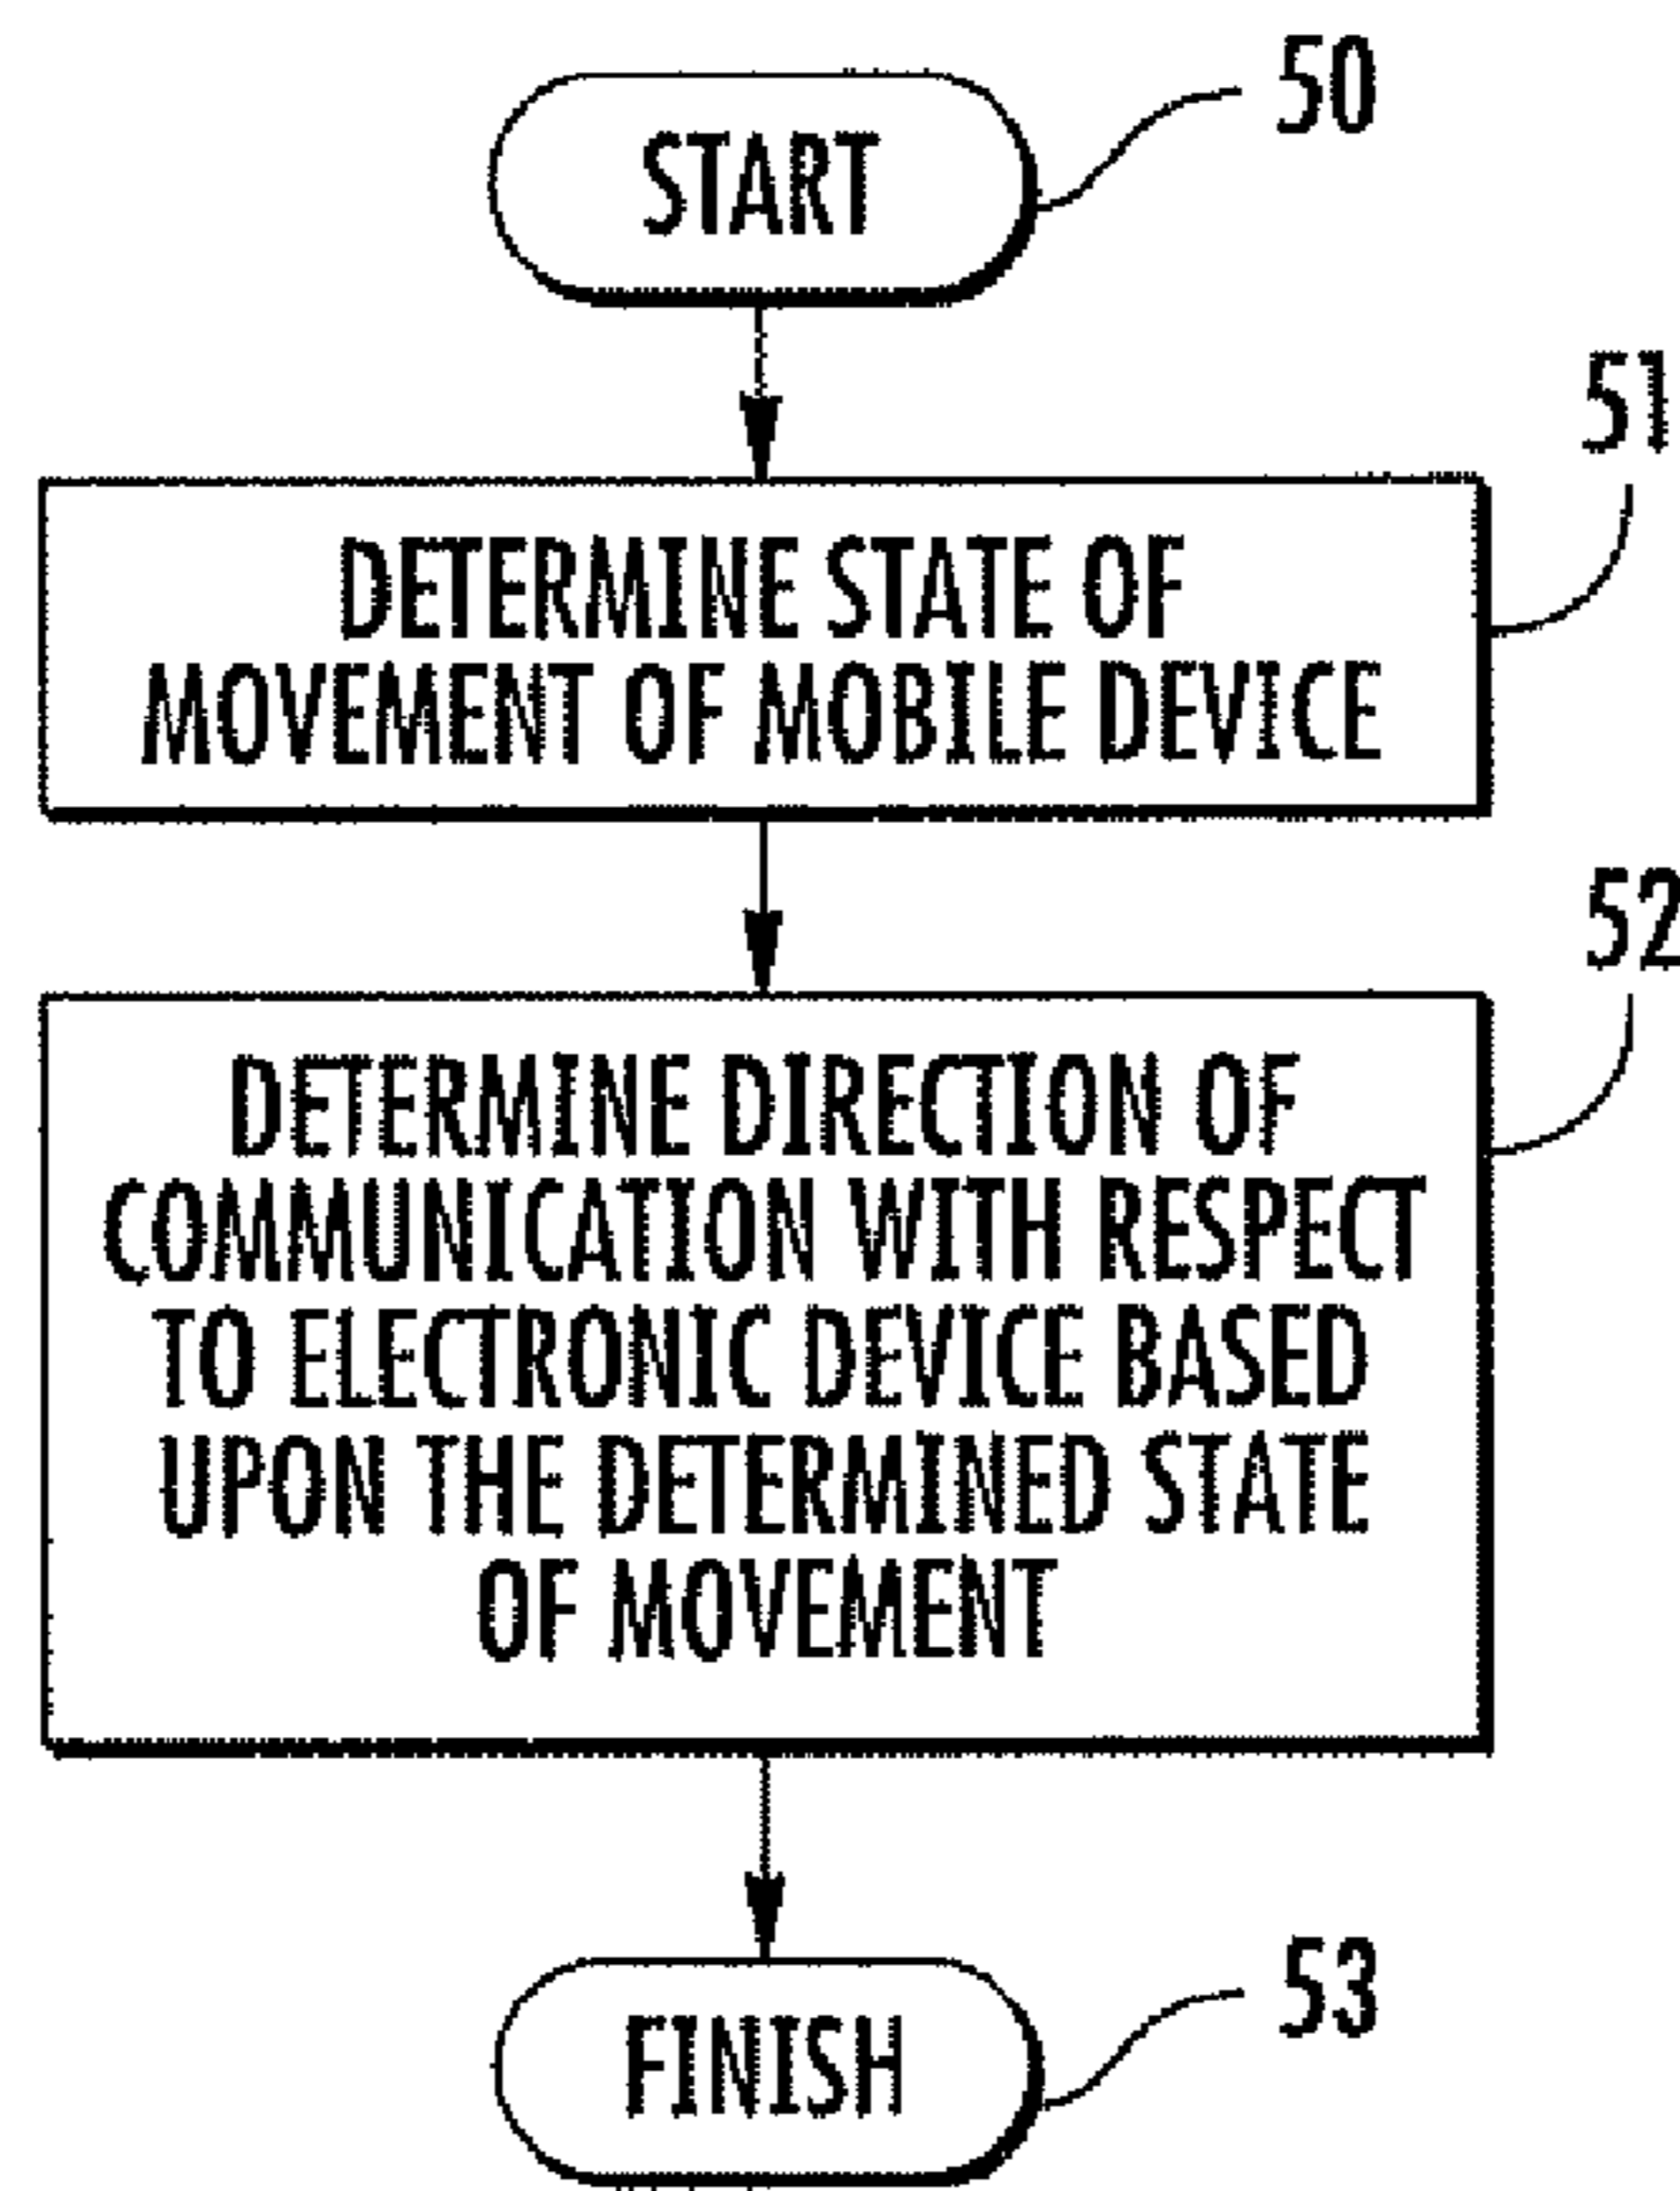 START
50
51
DETERMINE STATE OF
MOVEMENT OF MOBILE DEVICE
52
DETERMINE DIRECTION OF
COMMUNICATION WITH RESPECT
TO ELECTRONIC DEVICE BASED
UPON THE DETERMINED STATE
OF MOVEMENT
FINISH
53